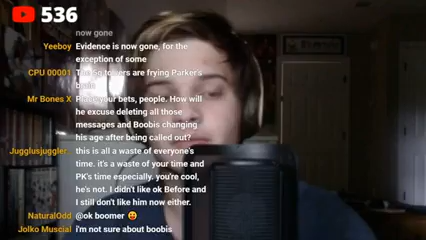 536
now gone
Yeeboy Evidence is now gone, for the
exception of some
CPU 00001 The 5g towers are frying Parker's
brain
Mr Bones X Place your bets, people. How will
he excuse deleting all those
messages and Boobis changing
his age after being called out?
Jugglusjuggler this is all a waste of everyone's
time. it's a waste of your time and
PK's time especially. you're cool,
he's not. I didn't like ok Before and
I still don't like him now either.
NaturalOdd @ok boomer 😛
Jolko Muscial i'm not sure about boobis